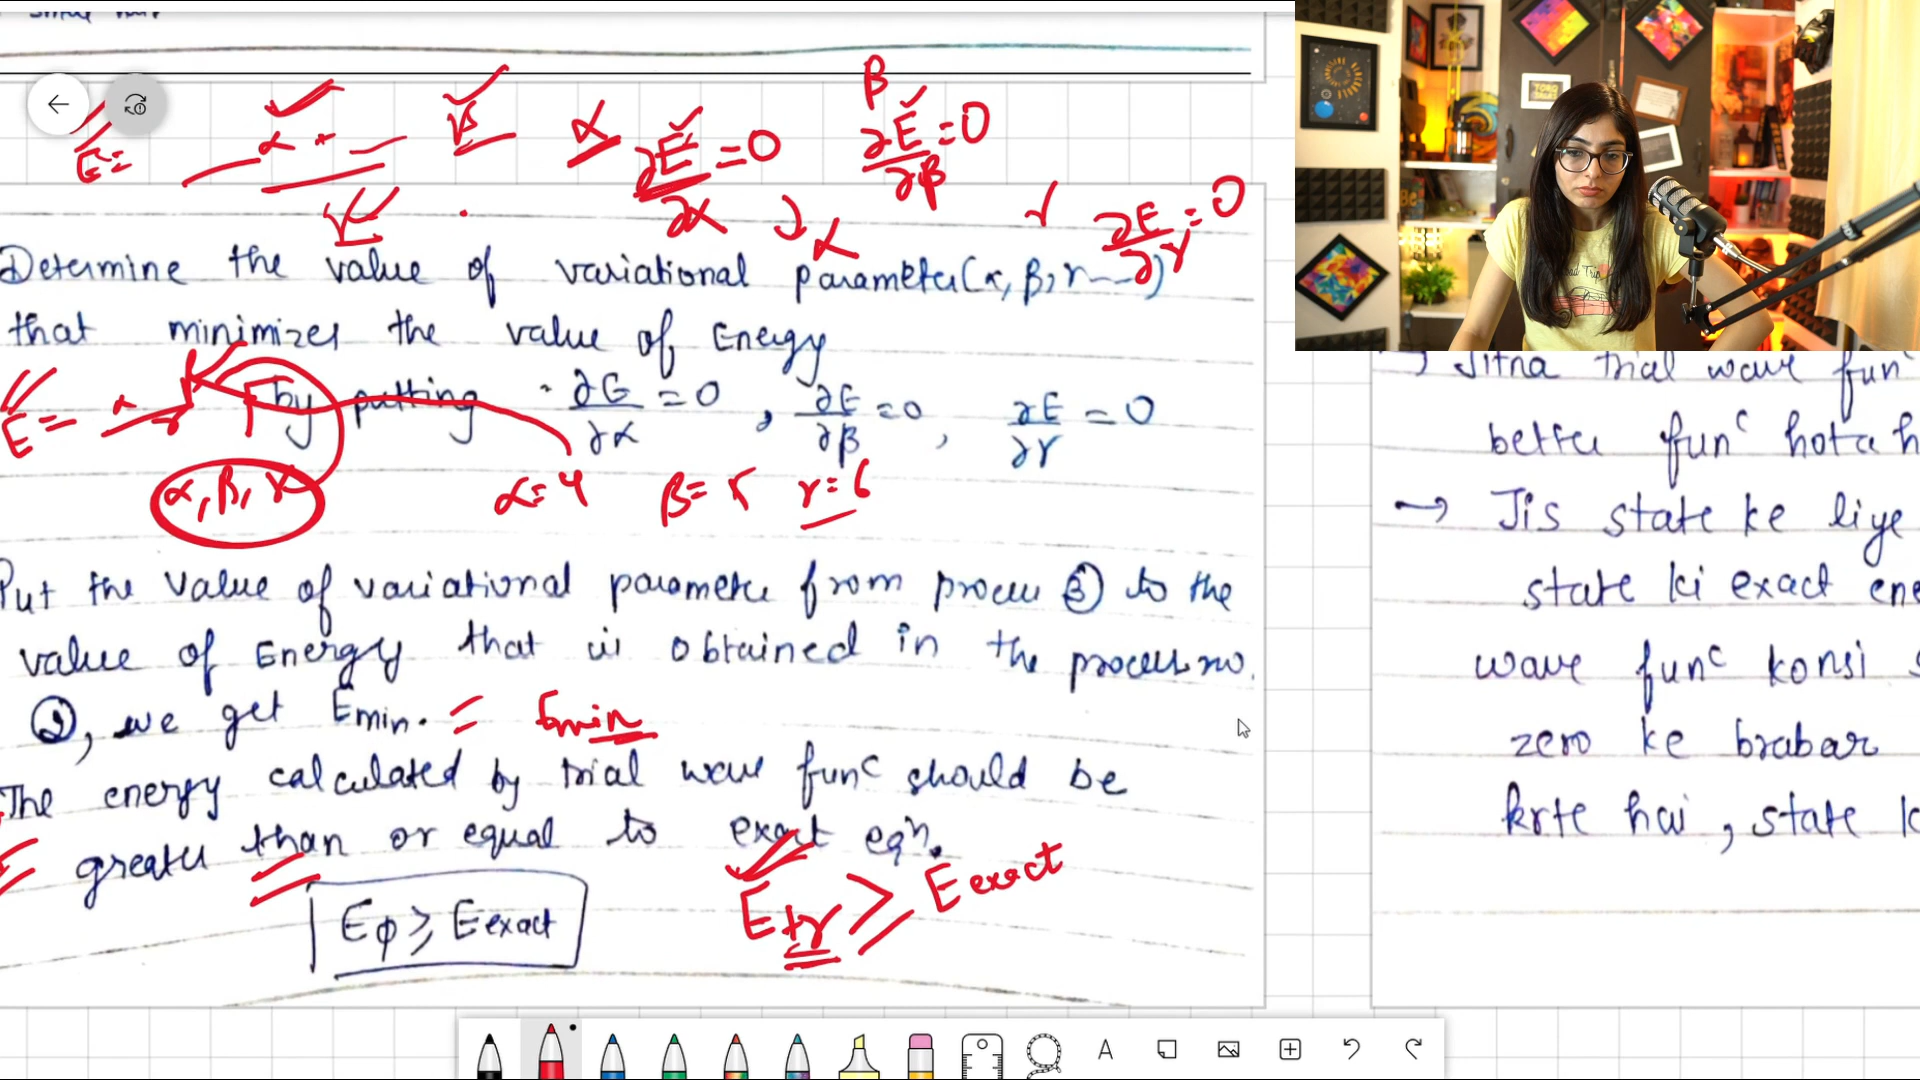 β
E= α + α ∂E/∂α =0 ∂E/∂β =0
α γ ∂E/∂γ =0
Determine the value of variational parameter(α, β, r---)
that minimizes the value of Energy
E= by putting ∂E/∂α =0 , ∂E/∂β =0 , ∂E/∂r = 0
α, β, γ α=4 β=5 r=6
Put the value of variational parameter from process ③ to the
value of Energy that is obtained in the process no.
②, we get Emin. = Emin
The energy calculated by trial wave funᶜ should be
greater than or equal to exact eqⁿ.
Eϕ ⩾ Eexact
Etr ⩾ Eexact
→ Jitna trial wave fun
better funᶜ hota h
→ Jis state ke liye
state ki exact ene
wave funᶜ konsi s
zero ke brabar
krte hai, state k
A